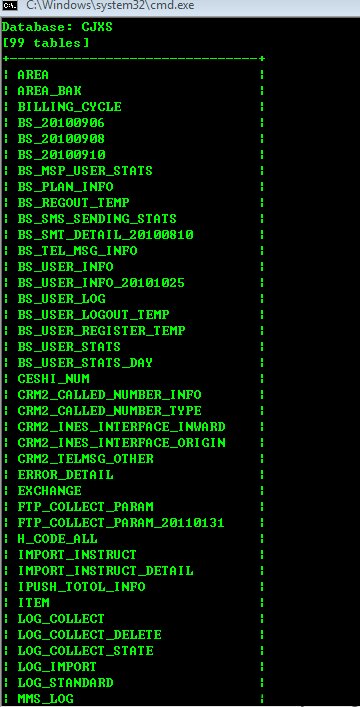 C:\Windows\system32\cmd.exe
Database: CJXS
[99 tables]
+-------------------------------+
| AREA |
| AREA_BAK |
| BILLING_CYCLE |
| BS_20100906 |
| BS_20100908 |
| BS_20100910 |
| BS_MSP_USER_STATS |
| BS_PLAN_INFO |
| BS_REGOUT_TEMP |
| BS_SMS_SENDING_STATS |
| BS_SMT_DETAIL_20100810 |
| BS_TEL_MSG_INFO |
| BS_USER_INFO |
| BS_USER_INFO_20101025 |
| BS_USER_LOG |
| BS_USER_LOGOUT_TEMP |
| BS_USER_REGISTER_TEMP |
| BS_USER_STATS |
| BS_USER_STATS_DAY |
| CESHI_NUM |
| CRM2_CALLED_NUMBER_INFO |
| CRM2_CALLED_NUMBER_TYPE |
| CRM2_INES_INTERFACE_INWARD |
| CRM2_INES_INTERFACE_ORIGIN |
| CRM2_TELMSG_OTHER |
| ERROR_DETAIL |
| EXCHANGE |
| FTP_COLLECT_PARAM |
| FTP_COLLECT_PARAM_20110131 |
| H_CODE_ALL |
| IMPORT_INSTRUCT |
| IMPORT_INSTRUCT_DETAIL |
| IPUSH_TOTOL_INFO |
| ITEM |
| LOG_COLLECT |
| LOG_COLLECT_DELETE |
| LOG_COLLECT_STATE |
| LOG_IMPORT |
| LOG_STANDARD |
| MMS_LOG |